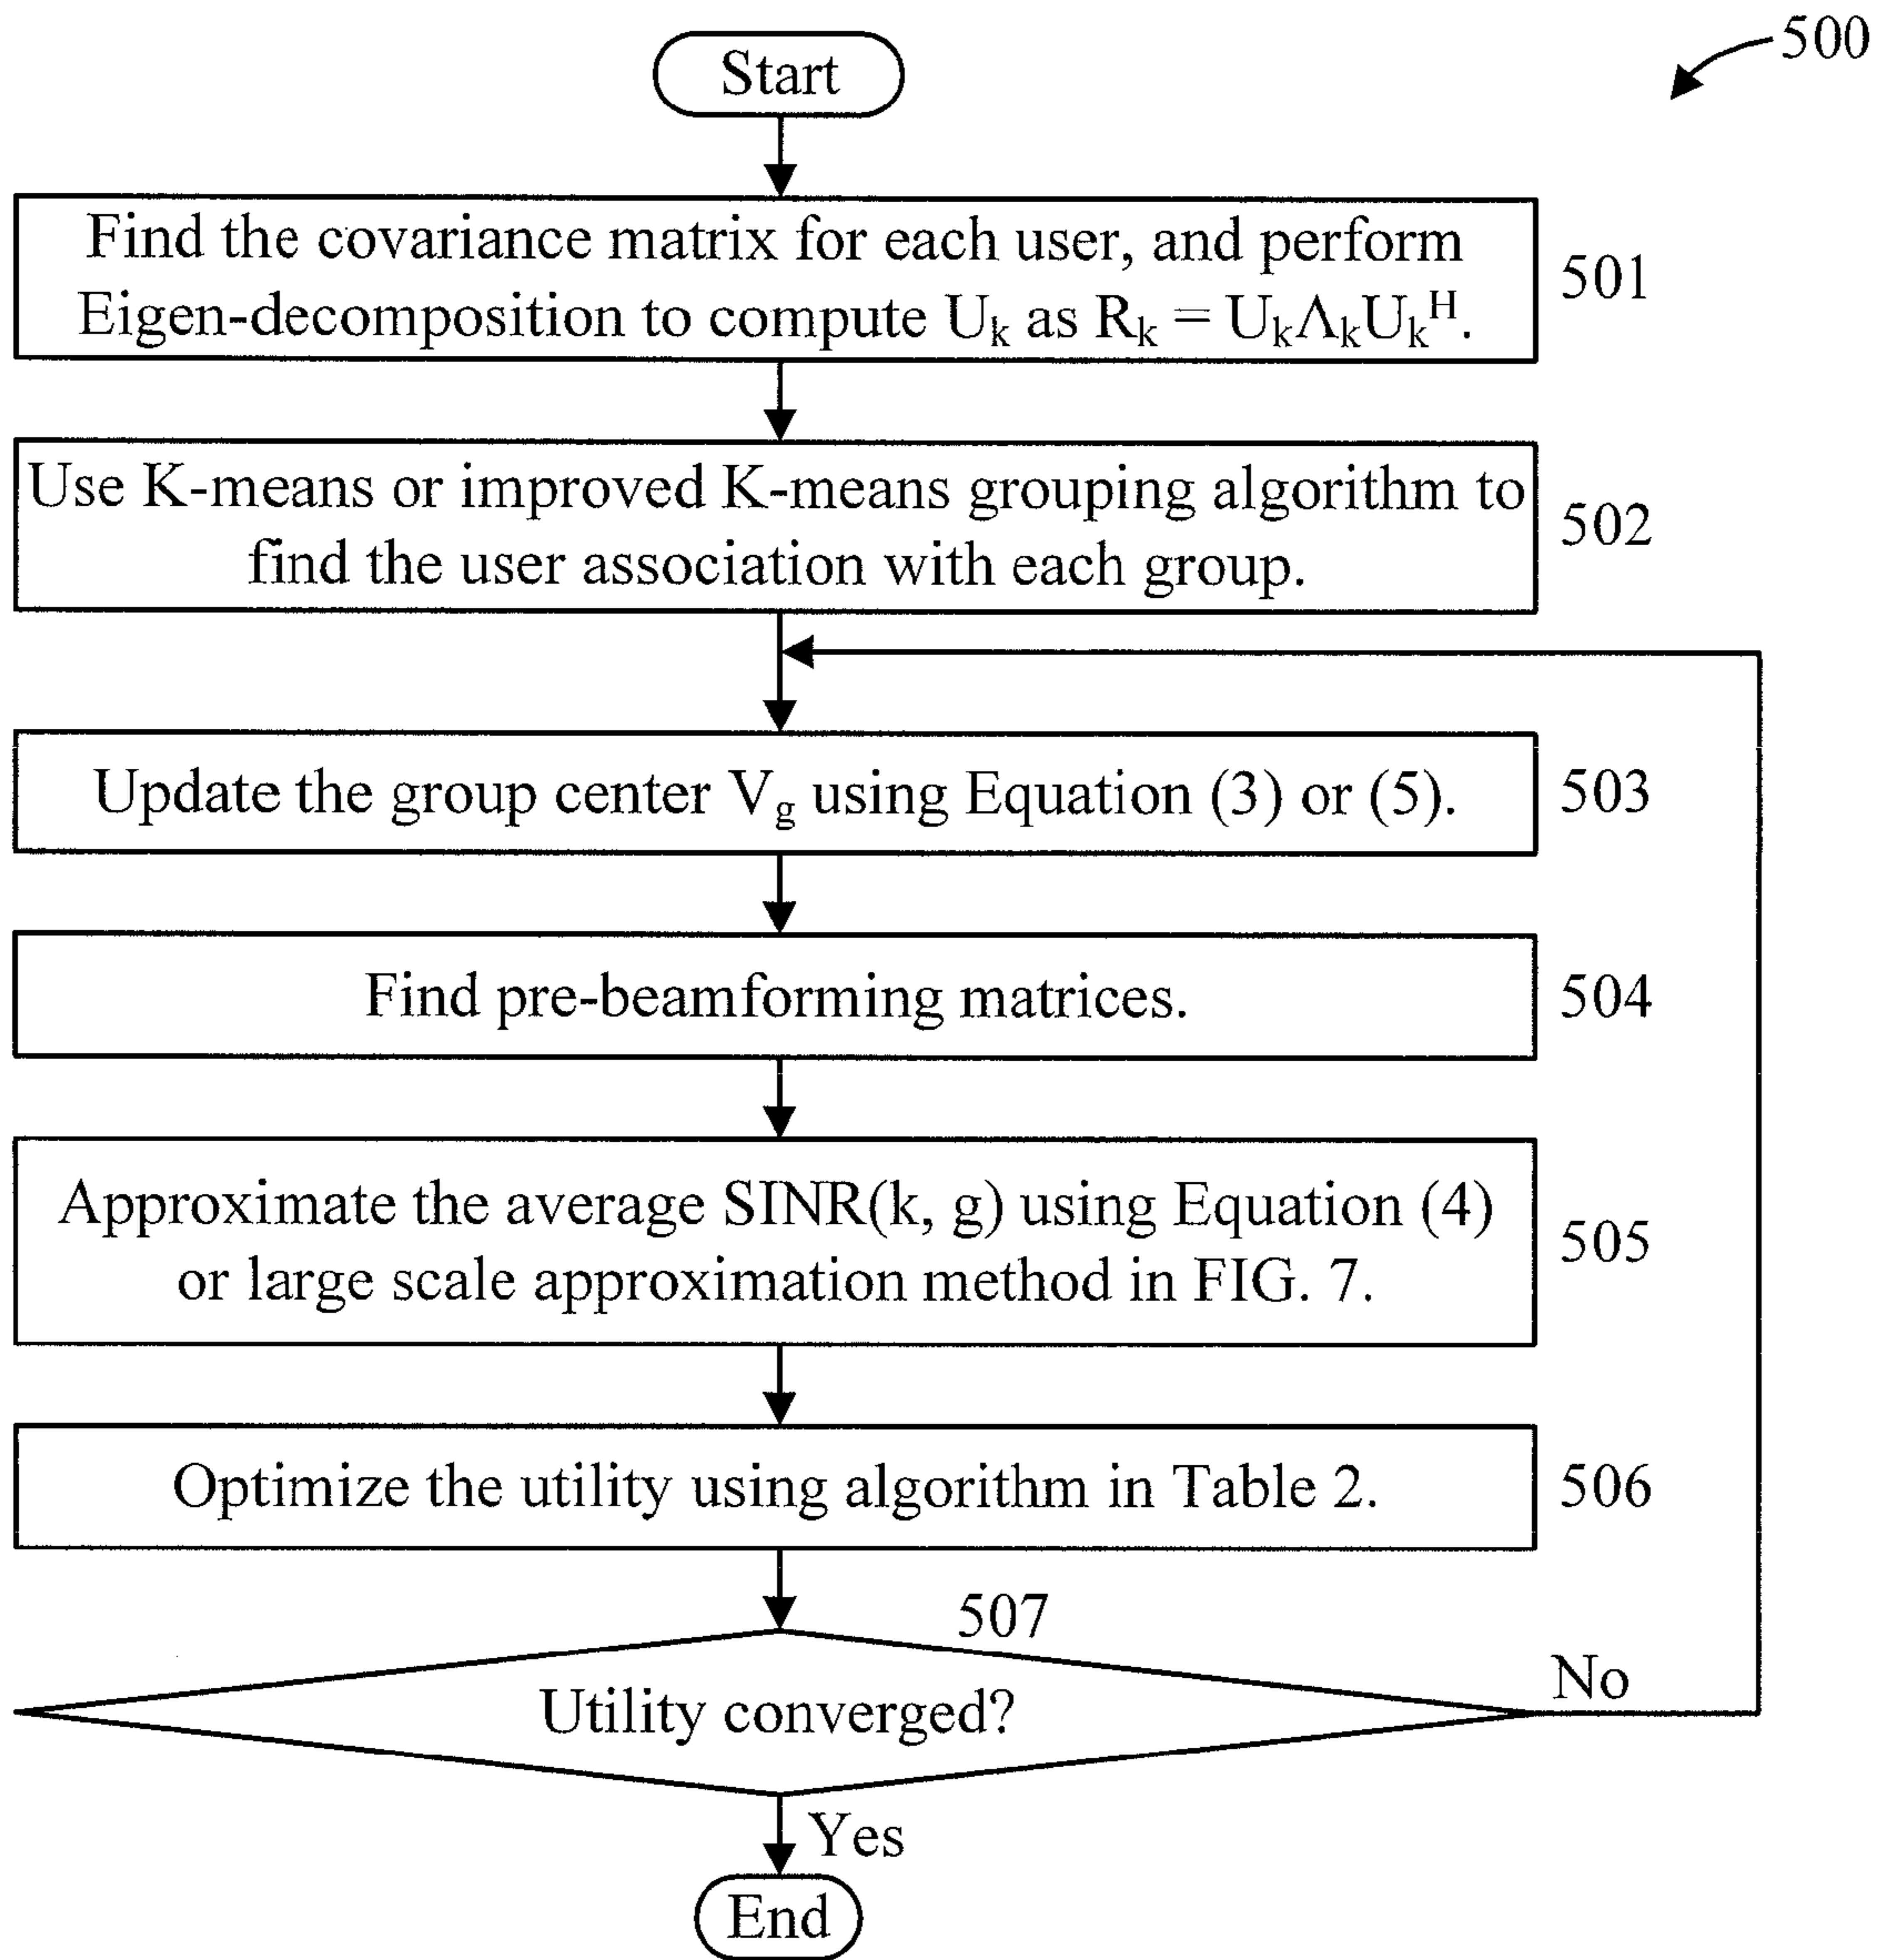 500
Start
Find the covariance matrix for each user, and perform
Eigen-decomposition to compute Uₖ as Rₖ = UₖΛₖUₖᴴ.
501
Use K-means or improved K-means grouping algorithm to
find the user association with each group.
502
Update the group center V_g using Equation (3) or (5).
503
Find pre-beamforming matrices.
504
Approximate the average SINR(k, g) using Equation (4)
or large scale approximation method in FIG. 7.
505
Optimize the utility using algorithm in Table 2.
506
507
Utility converged?
No
Yes
End